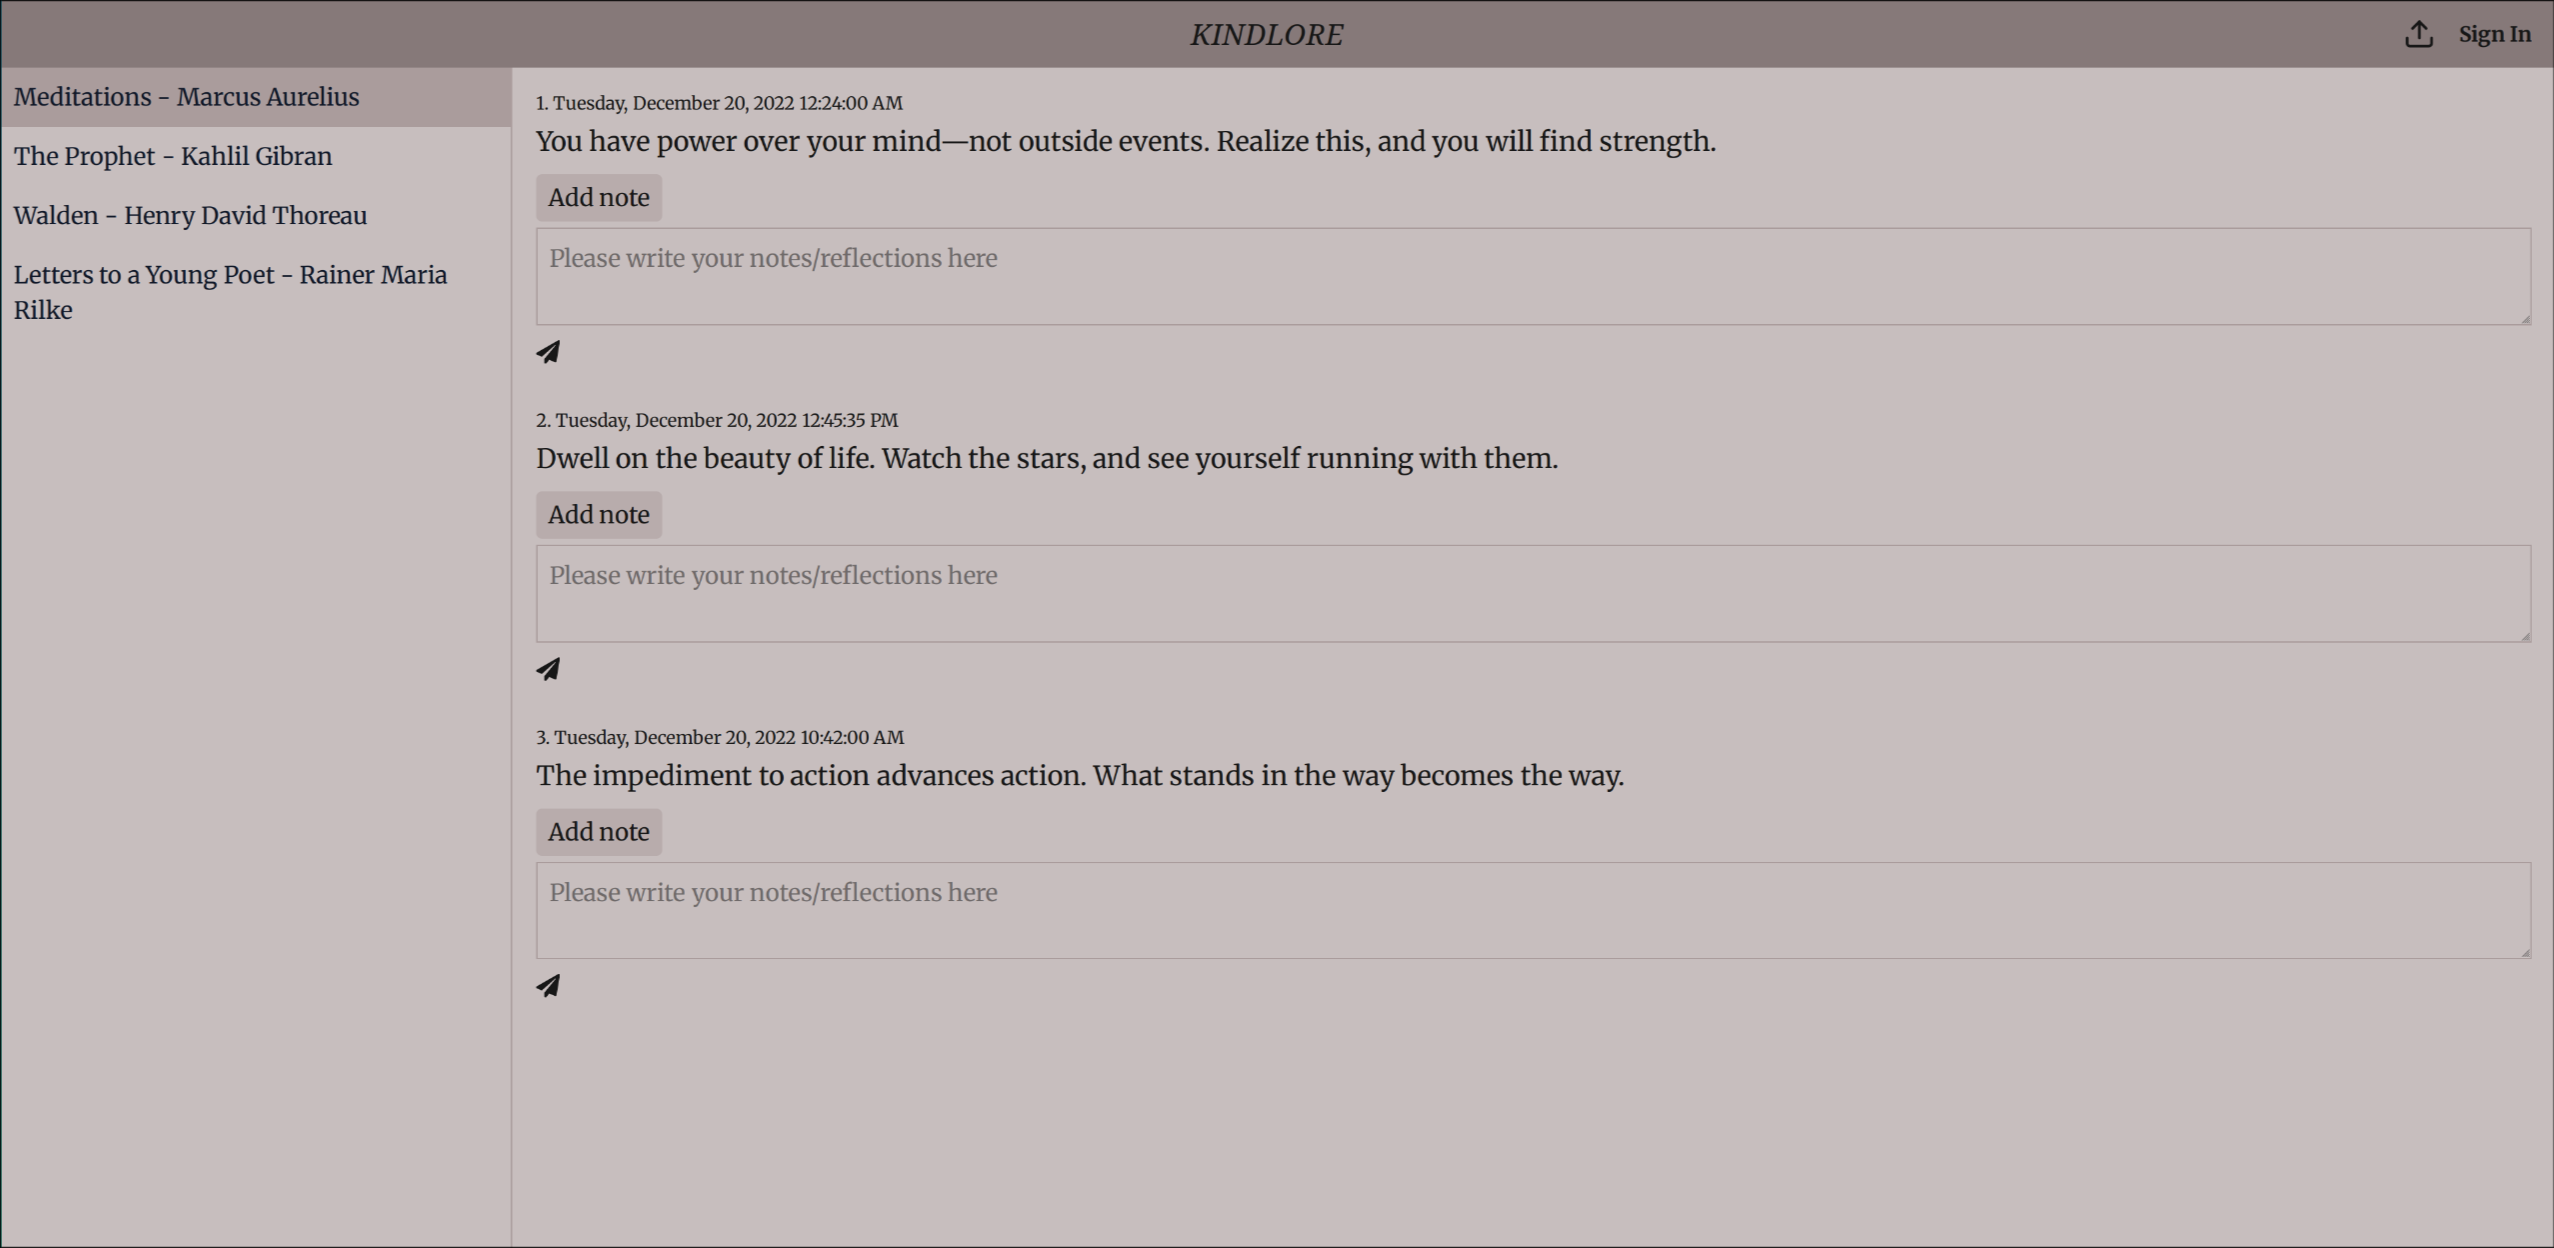 KINDLORE
Sign In
Meditations - Marcus Aurelius
The Prophet - Kahlil Gibran
Walden - Henry David Thoreau
Letters to a Young Poet - Rainer Maria
Rilke
1. Tuesday, December 20, 2022 12:24:00 AM
You have power over your mind—not outside events. Realize this, and you will find strength.
Add note
Please write your notes/reflections here
2. Tuesday, December 20, 2022 12:45:35 PM
Dwell on the beauty of life. Watch the stars, and see yourself running with them.
Add note
Please write your notes/reflections here
3. Tuesday, December 20, 2022 10:42:00 AM
The impediment to action advances action. What stands in the way becomes the way.
Add note
Please write your notes/reflections here